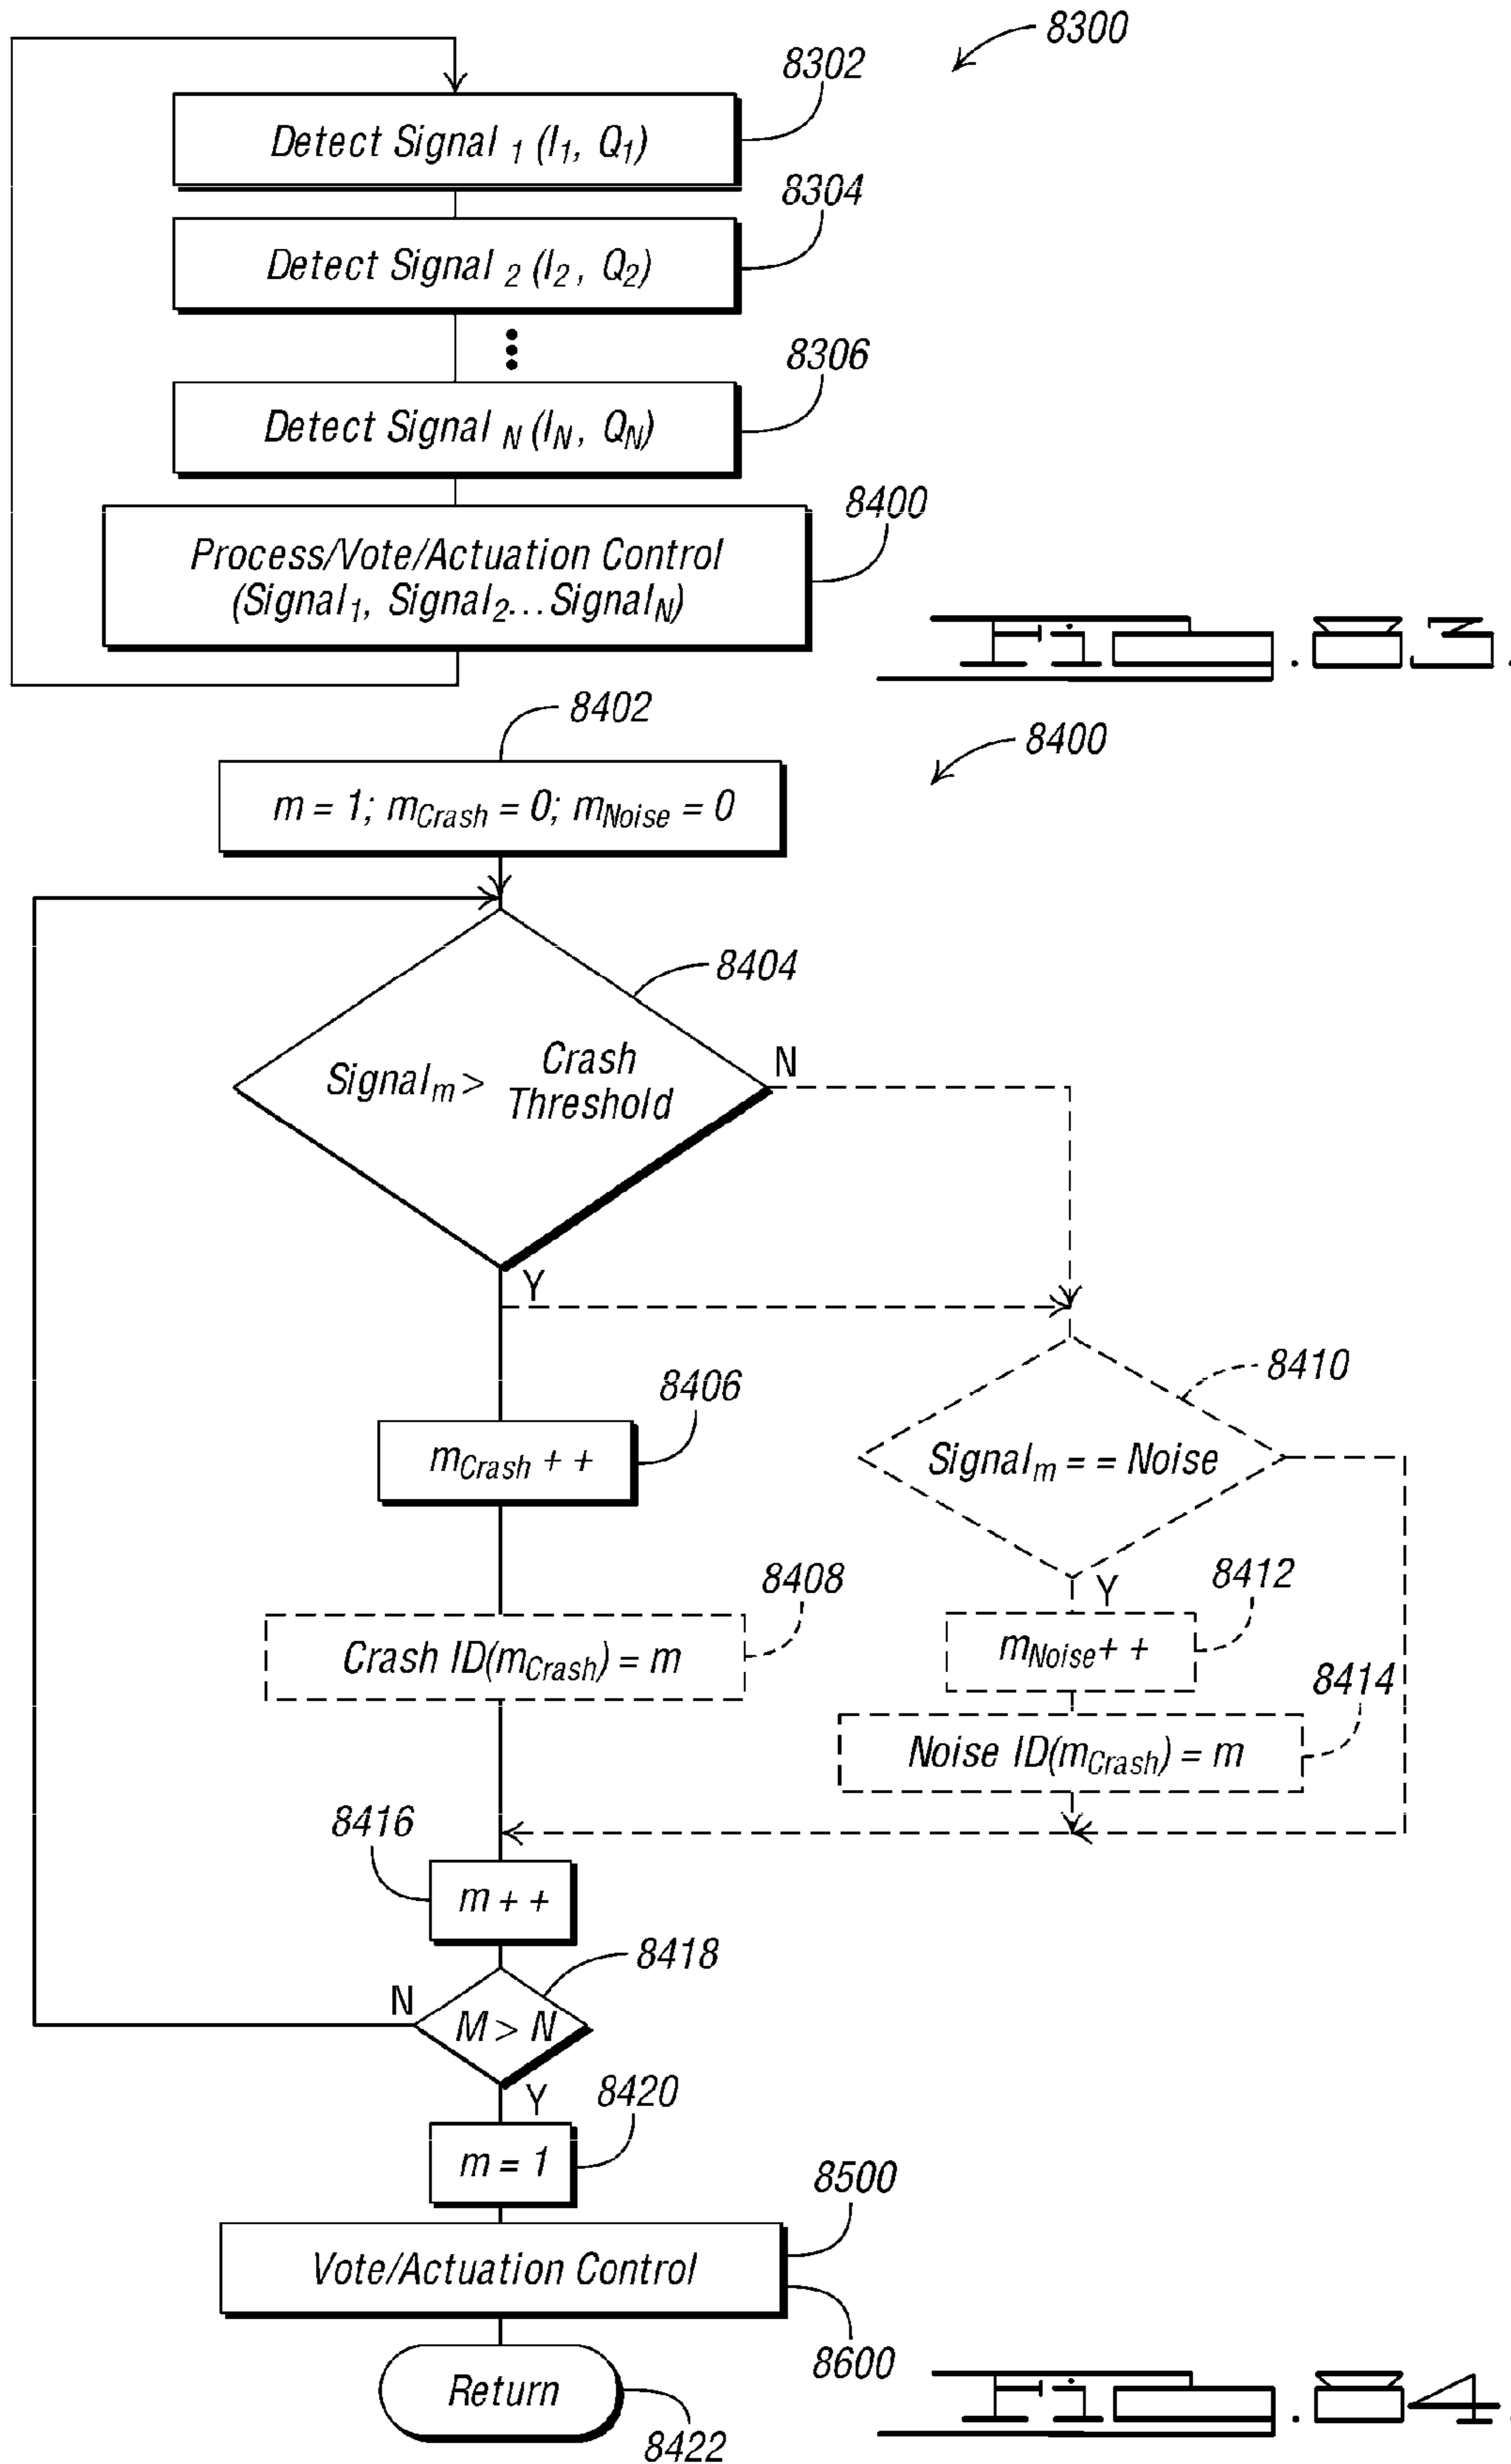 8300
8302
Detect Signal 1 (I1, Q1)
8304
Detect Signal 2 (I2, Q2)
8306
Detect Signal N (IN, QN)
8400
Process/Vote/Actuation Control
(Signal1, Signal2...SignalN)
Fig. 83.
8402
8400
m = 1; mCrash = 0; mNoise = 0
8404
Signalm > Crash
Threshold
N
Y
8406
8410
mCrash + +
Signalm = = Noise
8408
8412
Y
Crash ID(mCrash) = m
mNoise + +
8414
Noise ID(mCrash) = m
8416
m + +
8418
N
M > N
Y
8420
m = 1
8500
Vote/Actuation Control
8600
Return
8422
Fig. 84.